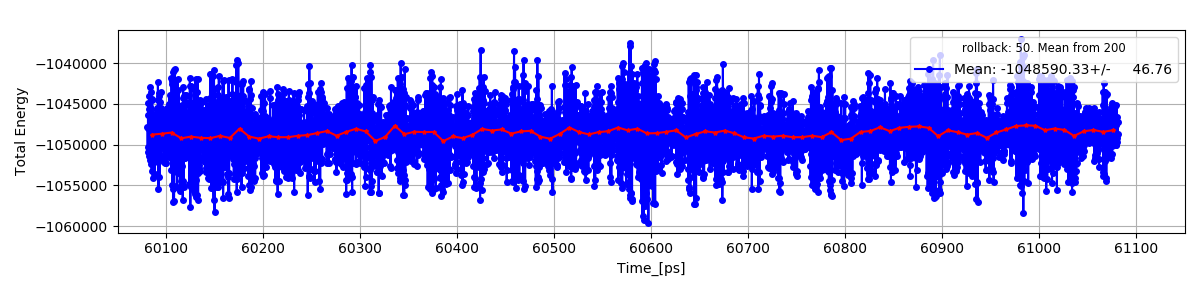 rollback: 50. Mean from 200
Mean: -1048590.33+/- 46.76
Total Energy
−1040000
−1045000
−1050000
−1055000
−1060000
60100 60200 60300 60400 60500 60600 60700 60800 60900 61000 61100
Time_[ps]